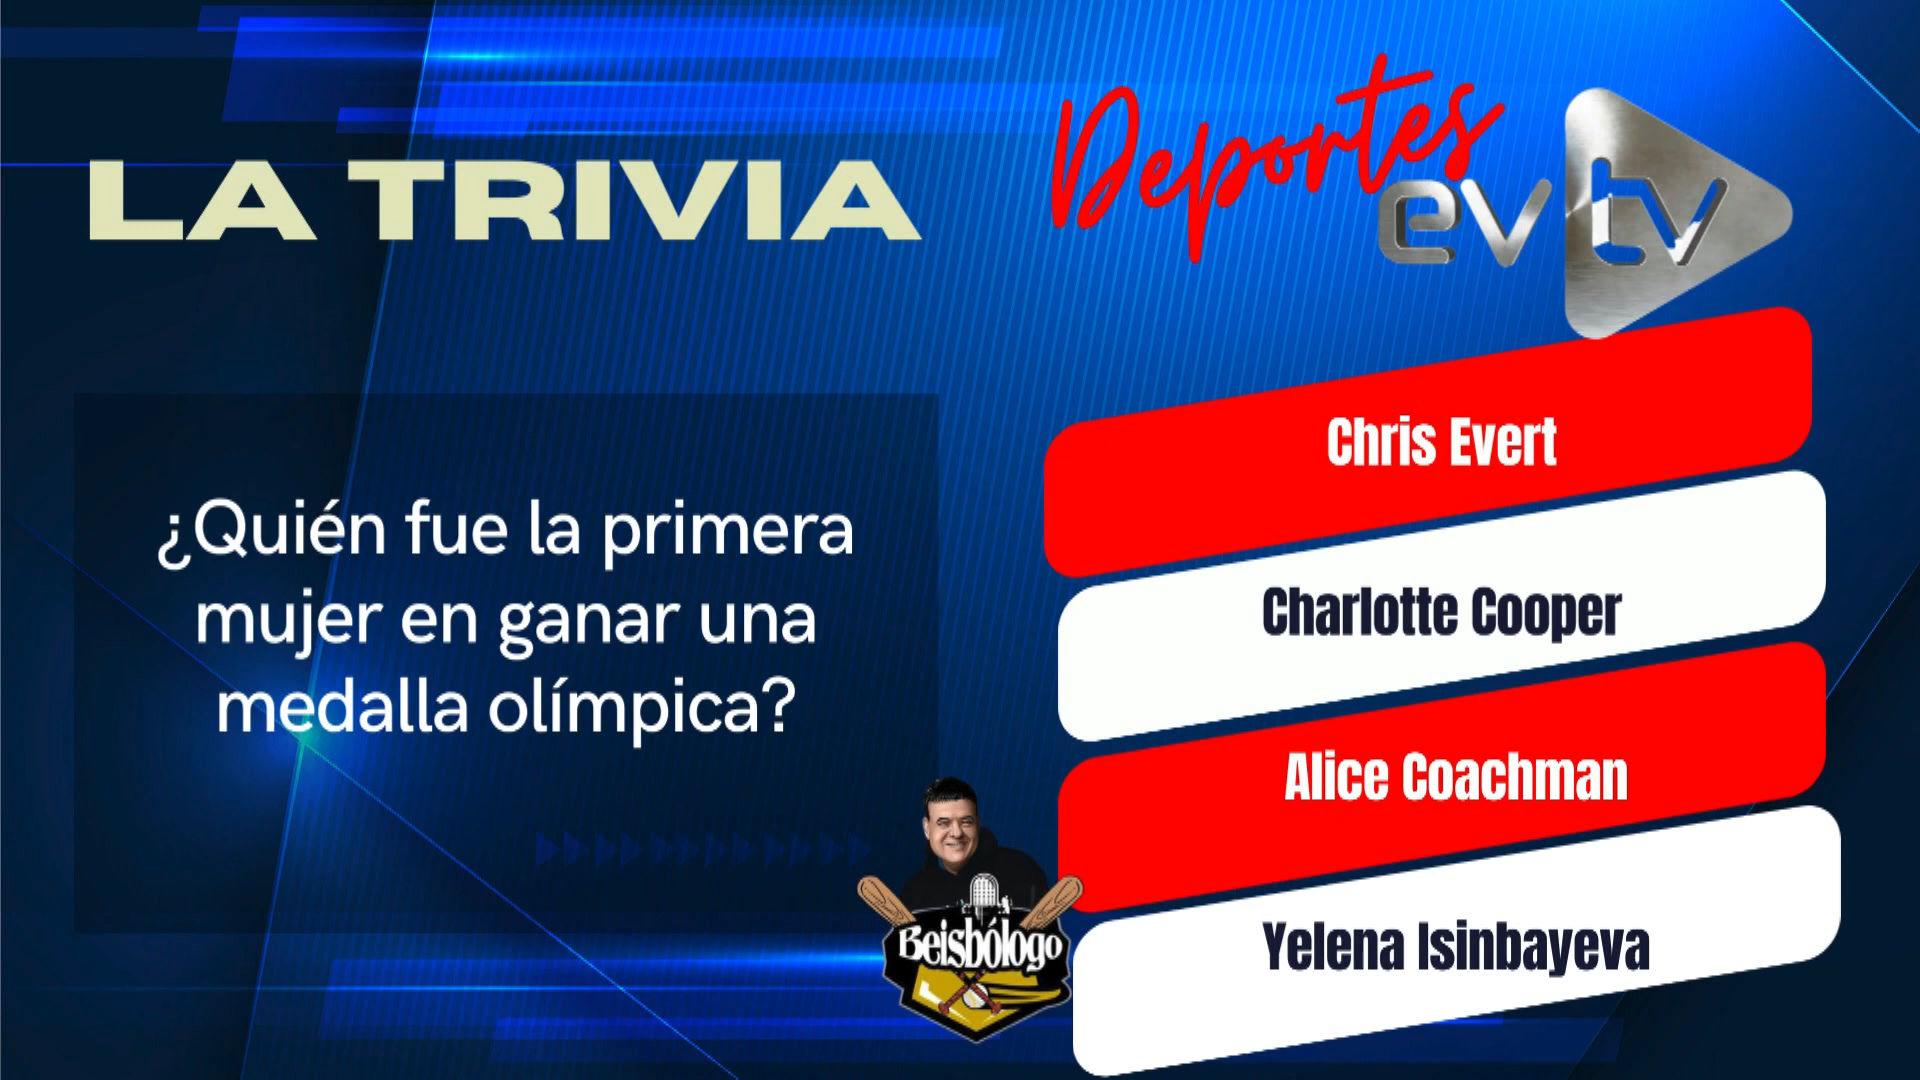 LA TRIVIA
Deportes
evtv
¿Quién fue la primera
mujer en ganar una
medalla olímpica?
Chris Evert
Charlotte Cooper
Alice Coachman
Yelena Isinbayeva
Beisbólogo